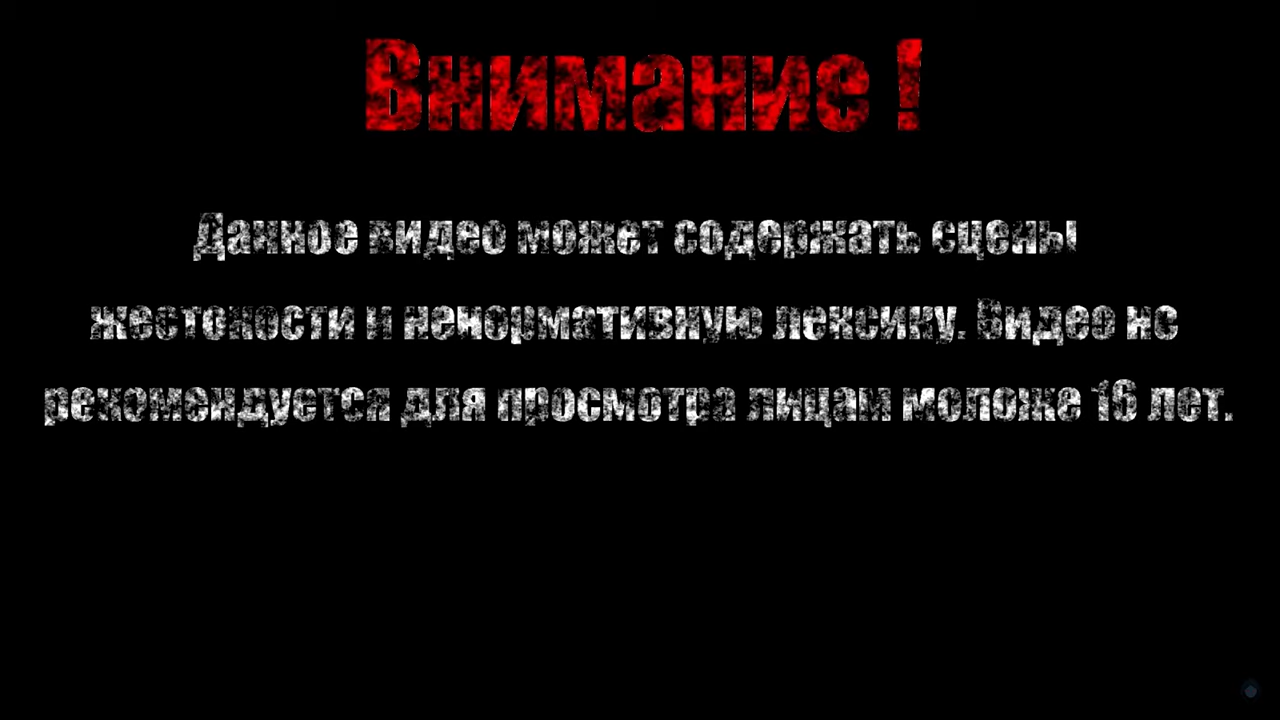 Внимание !
Данное видео может содержать сцены
жестокости и ненормативную лексику. Видео не
рекомендуется для просмотра лицам моложе 16 лет.